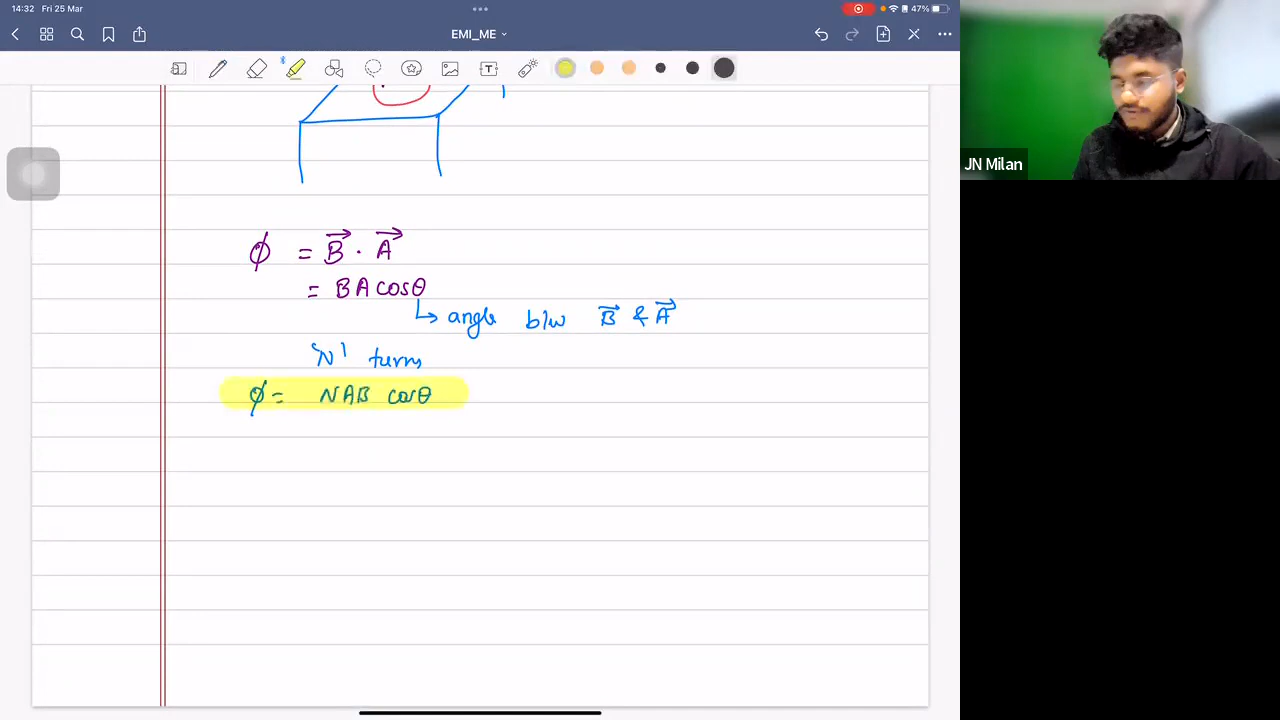 14:32 Fri 25 Mar
47%
EMI_ME
JN Milan
ϕ = B⃗ · A⃗
= BA cosθ
↳ angle b/w B⃗ & A⃗
'N' turns
ϕ = NAB cosθ